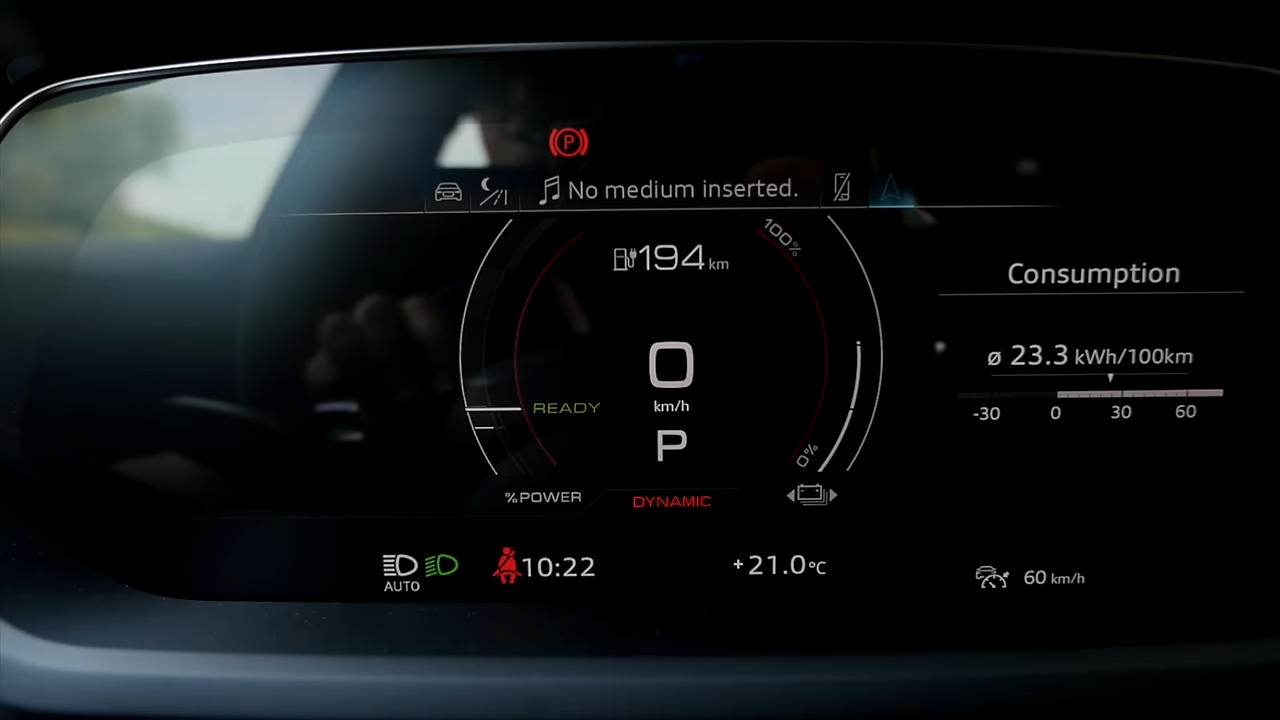 P
No medium inserted.
194 km
100%
Consumption
ø 23.3 kWh/100km
-30 0 30 60
0
km/h
READY
P
0%
%POWER
DYNAMIC
AUTO
10:22
+21.0°C
60 km/h